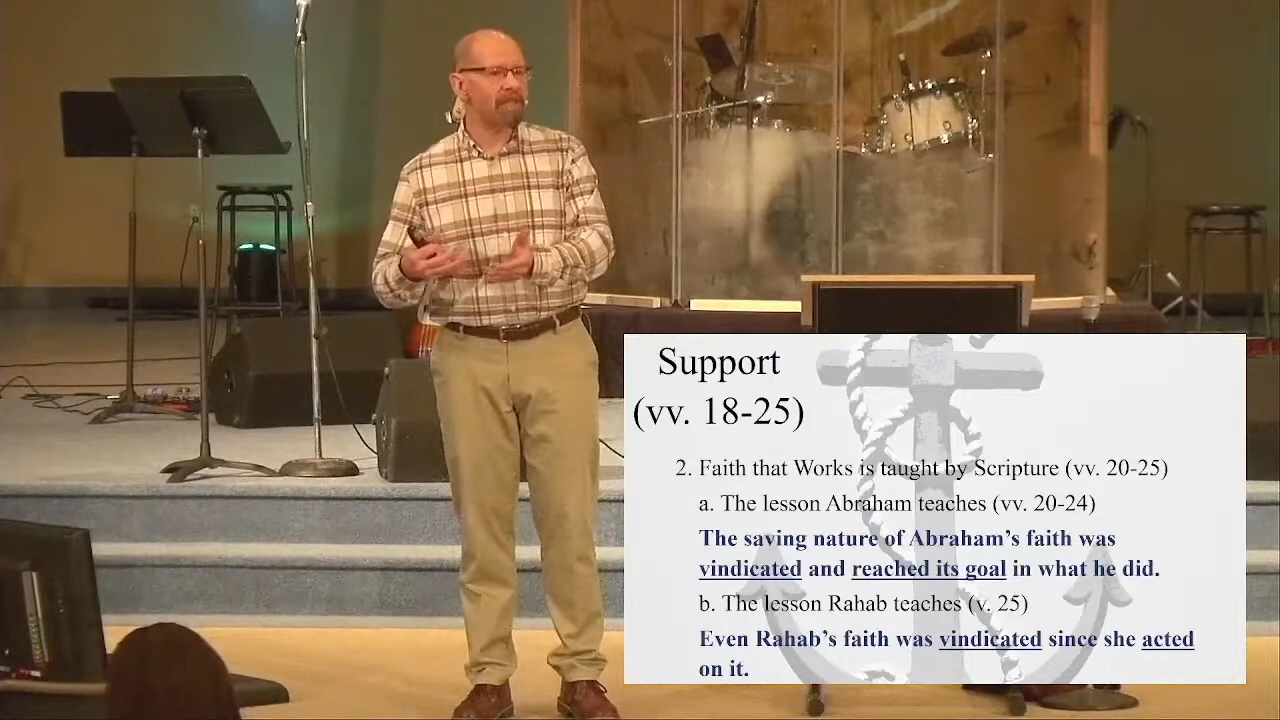 Support
(vv. 18-25)
2. Faith that Works is taught by Scripture (vv. 20-25)
a. The lesson Abraham teaches (vv. 20-24)
The saving nature of Abraham's faith was
vindicated and reached its goal in what he did.
b. The lesson Rahab teaches (v. 25)
Even Rahab's faith was vindicated since she acted
on it.